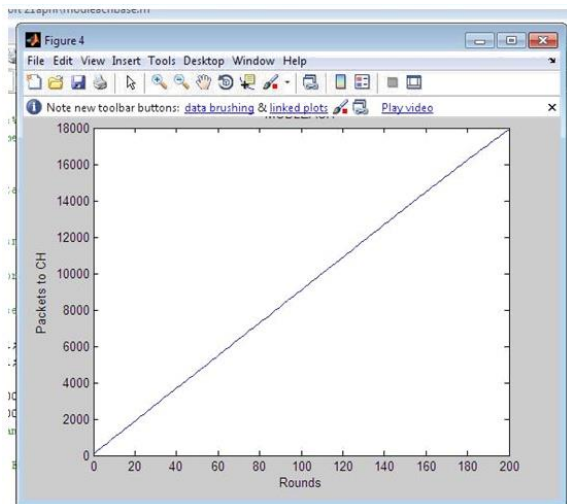 Figure 4
File Edit View Insert Tools Desktop Window Help
Note new toolbar buttons: data brushing & linked plots Play video
18000
16000
14000
12000
10000
8000
6000
4000
2000
0
Packets to CH
0 20 40 60 80 100 120 140 160 180 200
Rounds